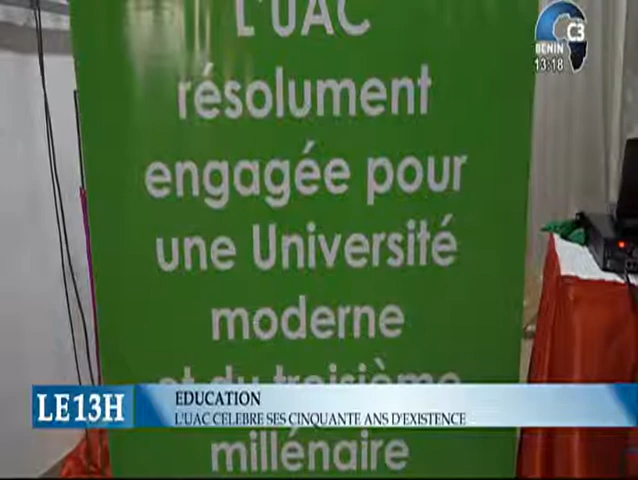 L'UAC
résolument
engagée pour
une Université
moderne
et du troisième
millénaire
C3
BENIN
13:18
LE13H
EDUCATION
L'UAC CELEBRE SES CINQUANTE ANS D'EXISTENCE